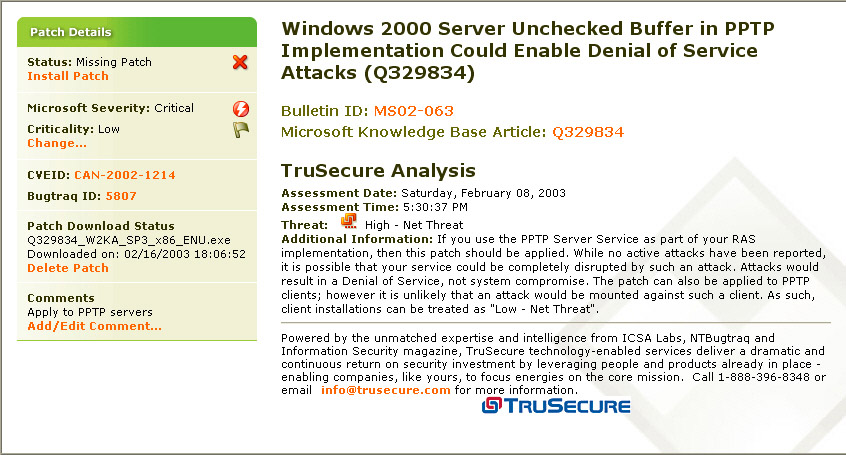 Patch Details
Status: Missing Patch
Install Patch
Microsoft Severity: Critical
Criticality: Low
Change...
CVEID: CAN-2002-1214
Bugtraq ID: 5807
Patch Download Status
Q329834_W2KA_SP3_x86_ENU.exe
Downloaded on: 02/16/2003 18:06:52
Delete Patch
Comments
Apply to PPTP servers
Add/Edit Comment...
Windows 2000 Server Unchecked Buffer in PPTP
Implementation Could Enable Denial of Service
Attacks (Q329834)
Bulletin ID: MS02-063
Microsoft Knowledge Base Article: Q329834
TruSecure Analysis
Assessment Date: Saturday, February 08, 2003
Assessment Time: 5:30:37 PM
Threat: High - Net Threat
Additional Information: If you use the PPTP Server Service as part of your RAS
implementation, then this patch should be applied. While no active attacks have been reported,
it is possible that your service could be completely disrupted by such an attack. Attacks would
result in a Denial of Service, not system compromise. The patch can also be applied to PPTP
clients; however it is unlikely that an attack would be mounted against such a client. As such,
client installations can be treated as "Low - Net Threat".
Powered by the unmatched expertise and intelligence from ICSA Labs, NTBugtraq and
Information Security magazine, TruSecure technology-enabled services deliver a dramatic and
continuous return on security investment by leveraging people and products already in place -
enabling companies, like yours, to focus energies on the core mission. Call 1-888-396-8348 or
email info@trusecure.com for more information.
TRUSECURE